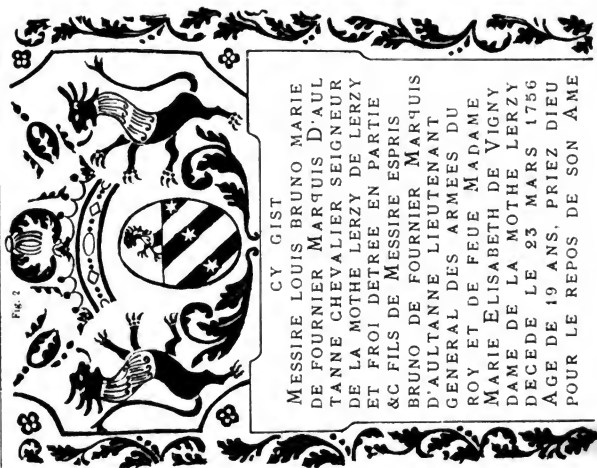 Fig. 2
CY GIST
MESSIRE LOUIS BRUNO MARIE
DE FOURNIER MARqUIS D'AUL
TANNE CHEVALIER SEIGNEUR
DE LA MOTHE LERZY DE LERZY
ET FROI DETREE EN PARTIE
&C FILS DE MESSIRE ESPRIS
BRUNO DE FOURNIER MARqUIS
D'AULTANNE LIEUTENANT
GENERAL DES ARMEES DU
ROY ET DE FEUE MADAME
MARIE ELISABETH DE VIGNY
DAME DE LA MOTHE LERZY
DECEDE LE 23 MARS 1756
AGE DE 19 ANS, PRIEZ DIEU
POUR LE REPOS DE SON AME